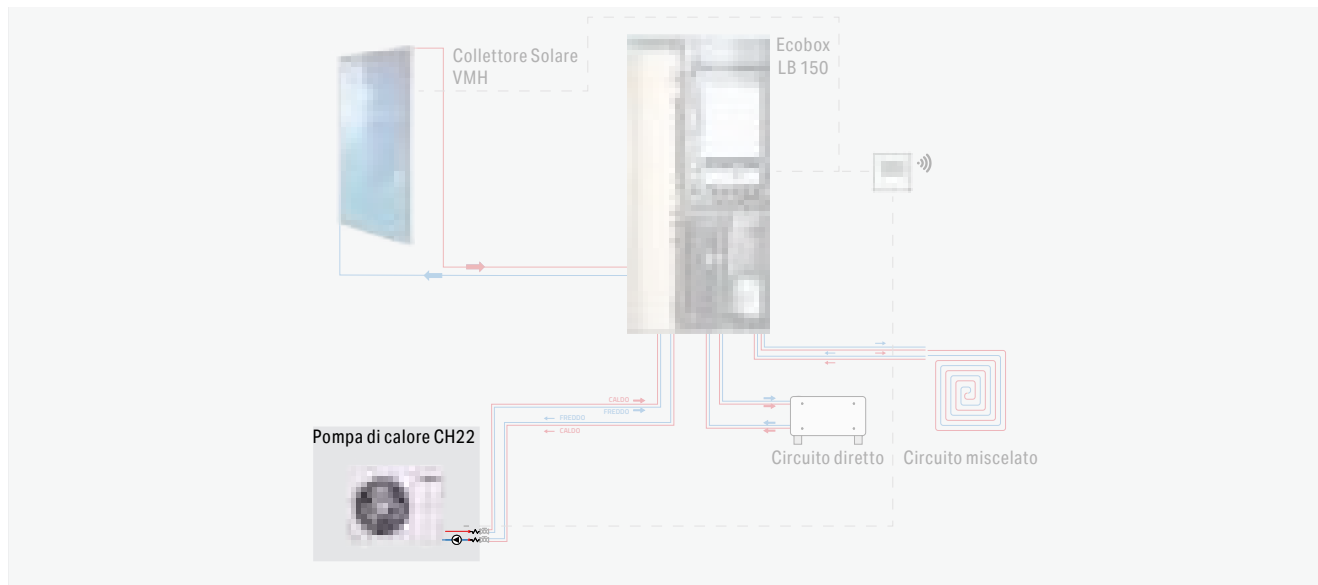 Collettore Solare
VMH
Ecobox
LB 150
CALDO
FREDDO
FREDDO
CALDO
Pompa di calore CH22
Circuito diretto
Circuito miscelato